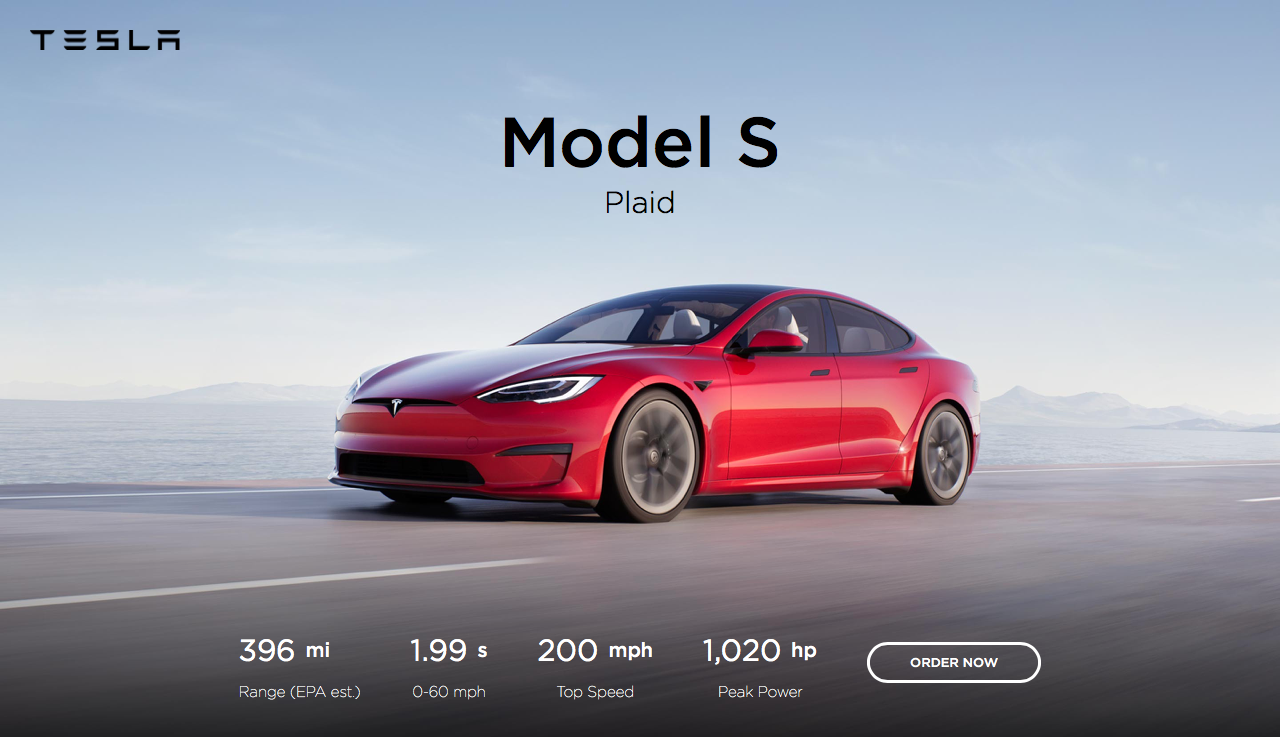 TESLA
Model S
Plaid
396 mi
Range (EPA est.)
1.99 s
0-60 mph
200 mph
Top Speed
1,020 hp
Peak Power
ORDER NOW